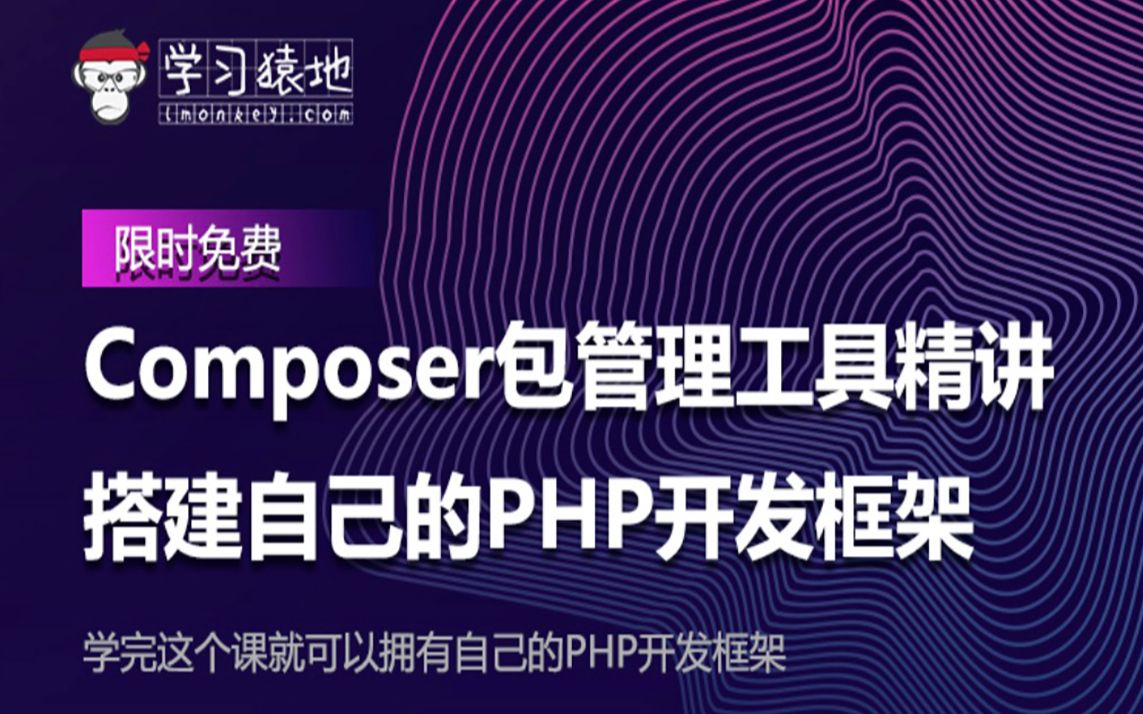 学习猿地
lmonkey.com
限时免费
Composer包管理工具精讲
搭建自己的PHP开发框架
学完这个课就可以拥有自己的PHP开发框架